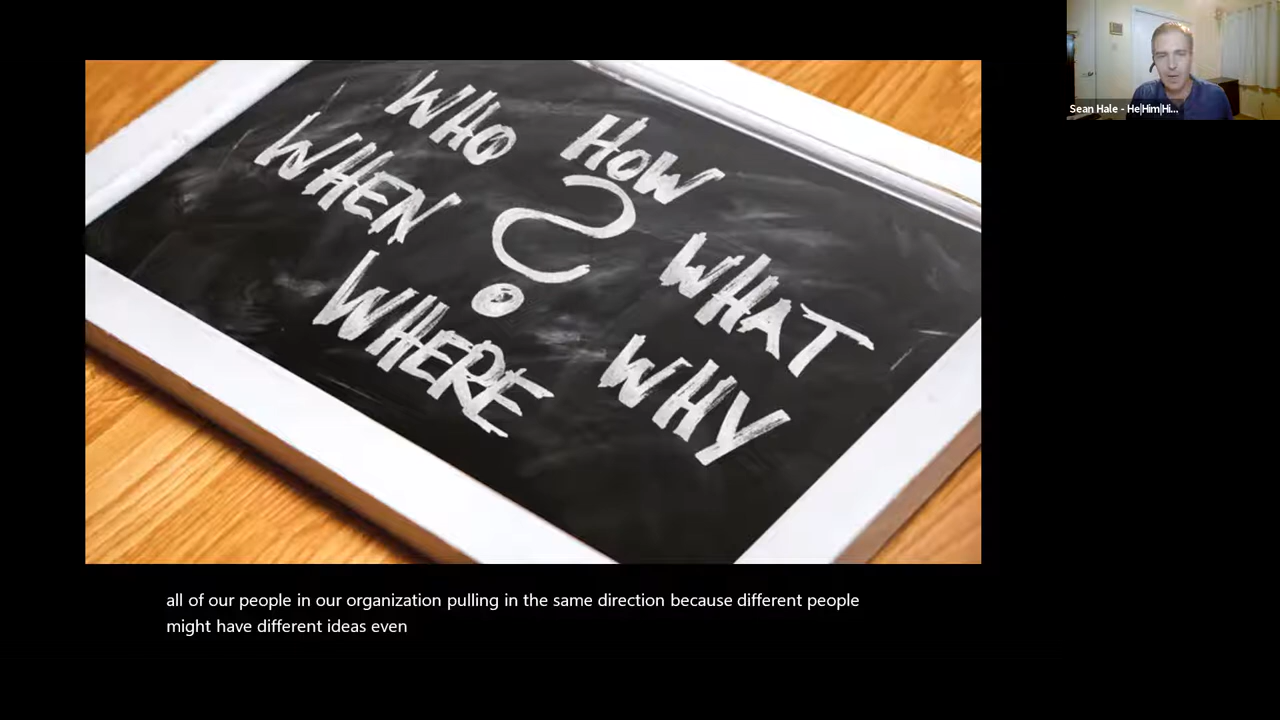 Sean Hale - He|Him|Hi...
WHO
HOW
WHEN
?
WHAT
WHERE
WHY
all of our people in our organization pulling in the same direction because different people
might have different ideas even